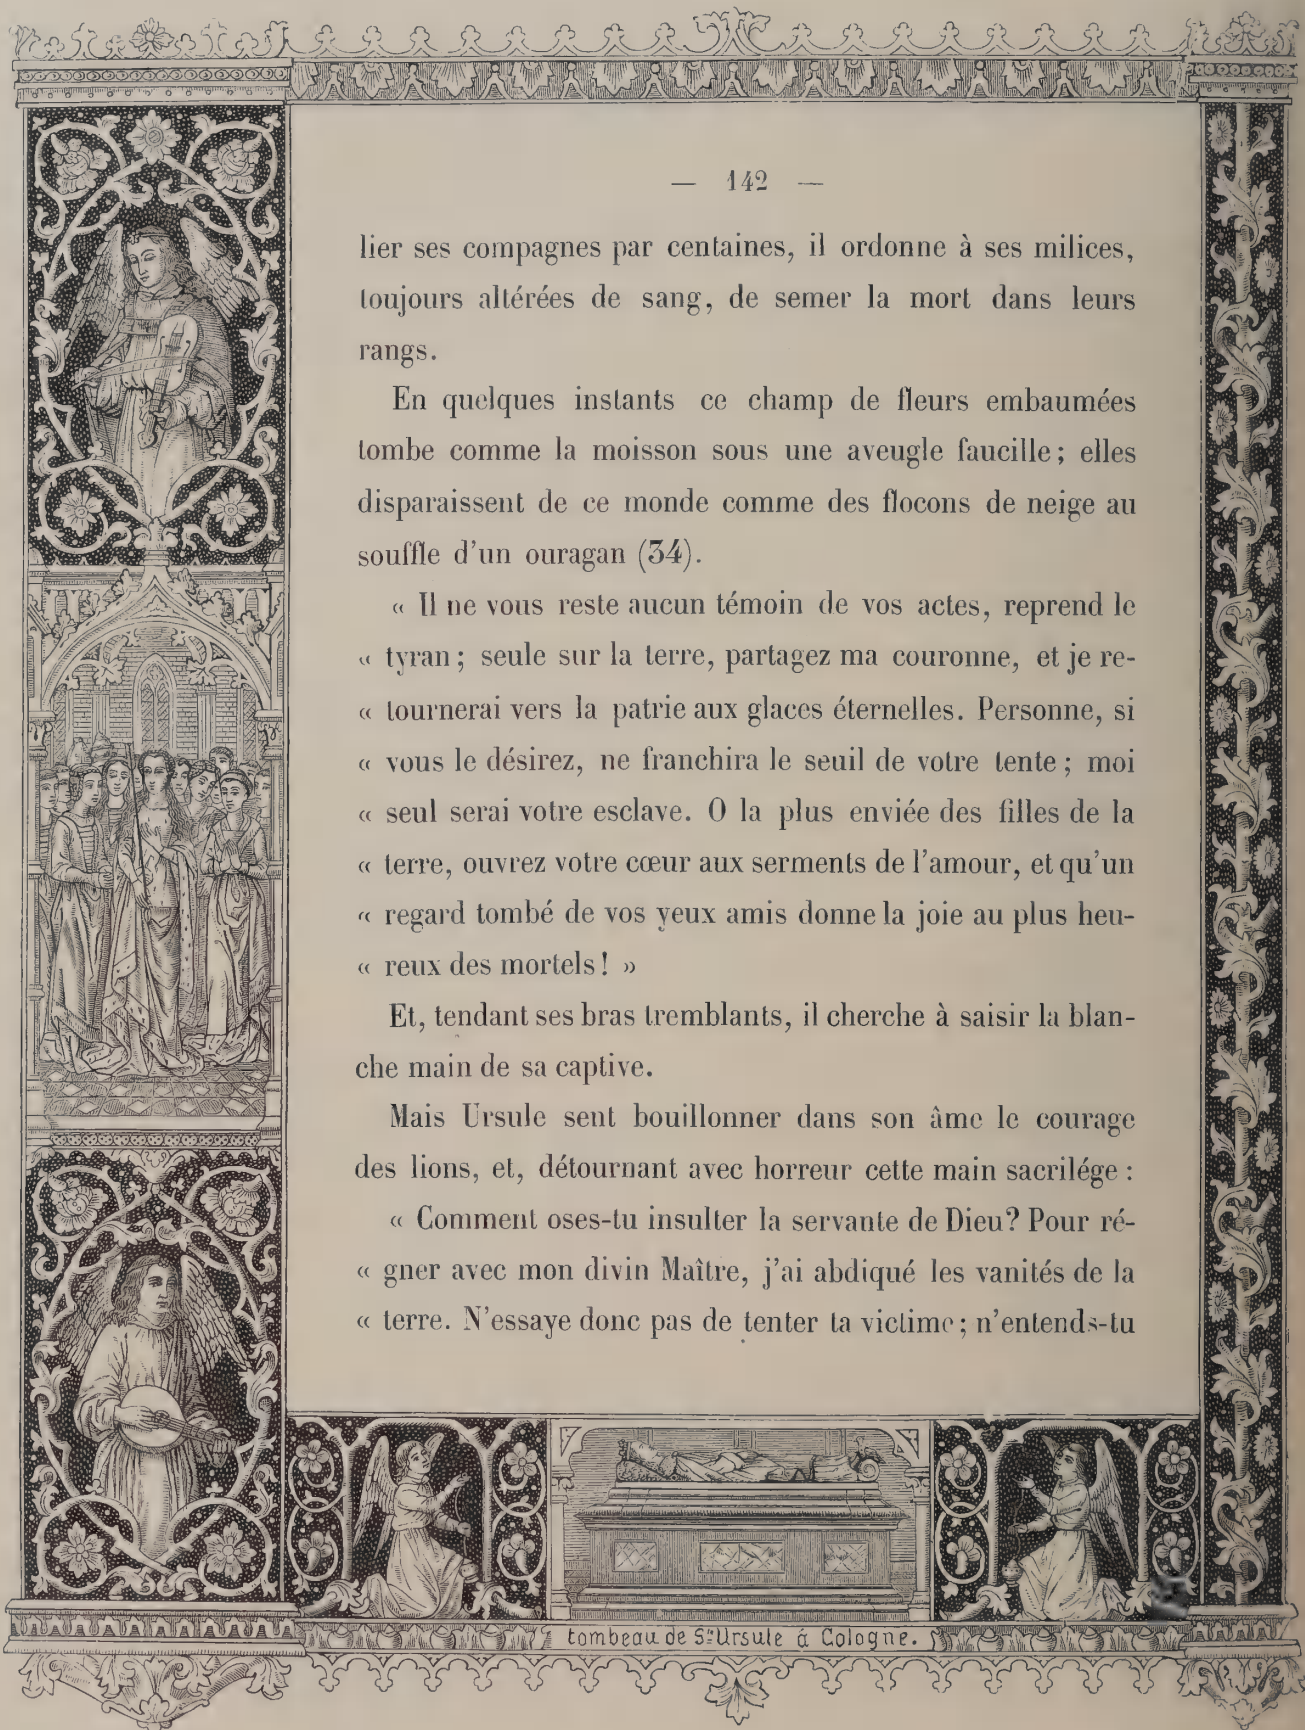 — 142 —
lier ses compagnes par centaines, il ordonne à ses milices,
toujours altérées de sang, de semer la mort dans leurs
rangs.
En quelques instants ce champ de fleurs embaumées
tombe comme la moisson sous une aveugle faucille; elles
disparaissent de ce monde comme des flocons de neige au
souffle d'un ouragan (34).
« Il ne vous reste aucun témoin de vos actes, reprend le
« tyran; seule sur la terre, partagez ma couronne, et je re-
« tournerai vers la patrie aux glaces éternelles. Personne, si
« vous le désirez, ne franchira le seuil de votre tente; moi
« seul serai votre esclave. O la plus enviée des filles de la
« terre, ouvrez votre cœur aux serments de l'amour, et qu'un
« regard tombé de vos yeux amis donne la joie au plus heu-
« reux des mortels! »
Et, tendant ses bras tremblants, il cherche à saisir la blan-
che main de sa captive.
Mais Ursule sent bouillonner dans son âme le courage
des lions, et, détournant avec horreur cette main sacrilége :
« Comment oses-tu insulter la servante de Dieu? Pour ré-
« gner avec mon divin Maître, j'ai abdiqué les vanités de la
« terre. N'essaye donc pas de tenter ta victime; n'entends-tu
tombeau de Ste Ursule à Cologne.